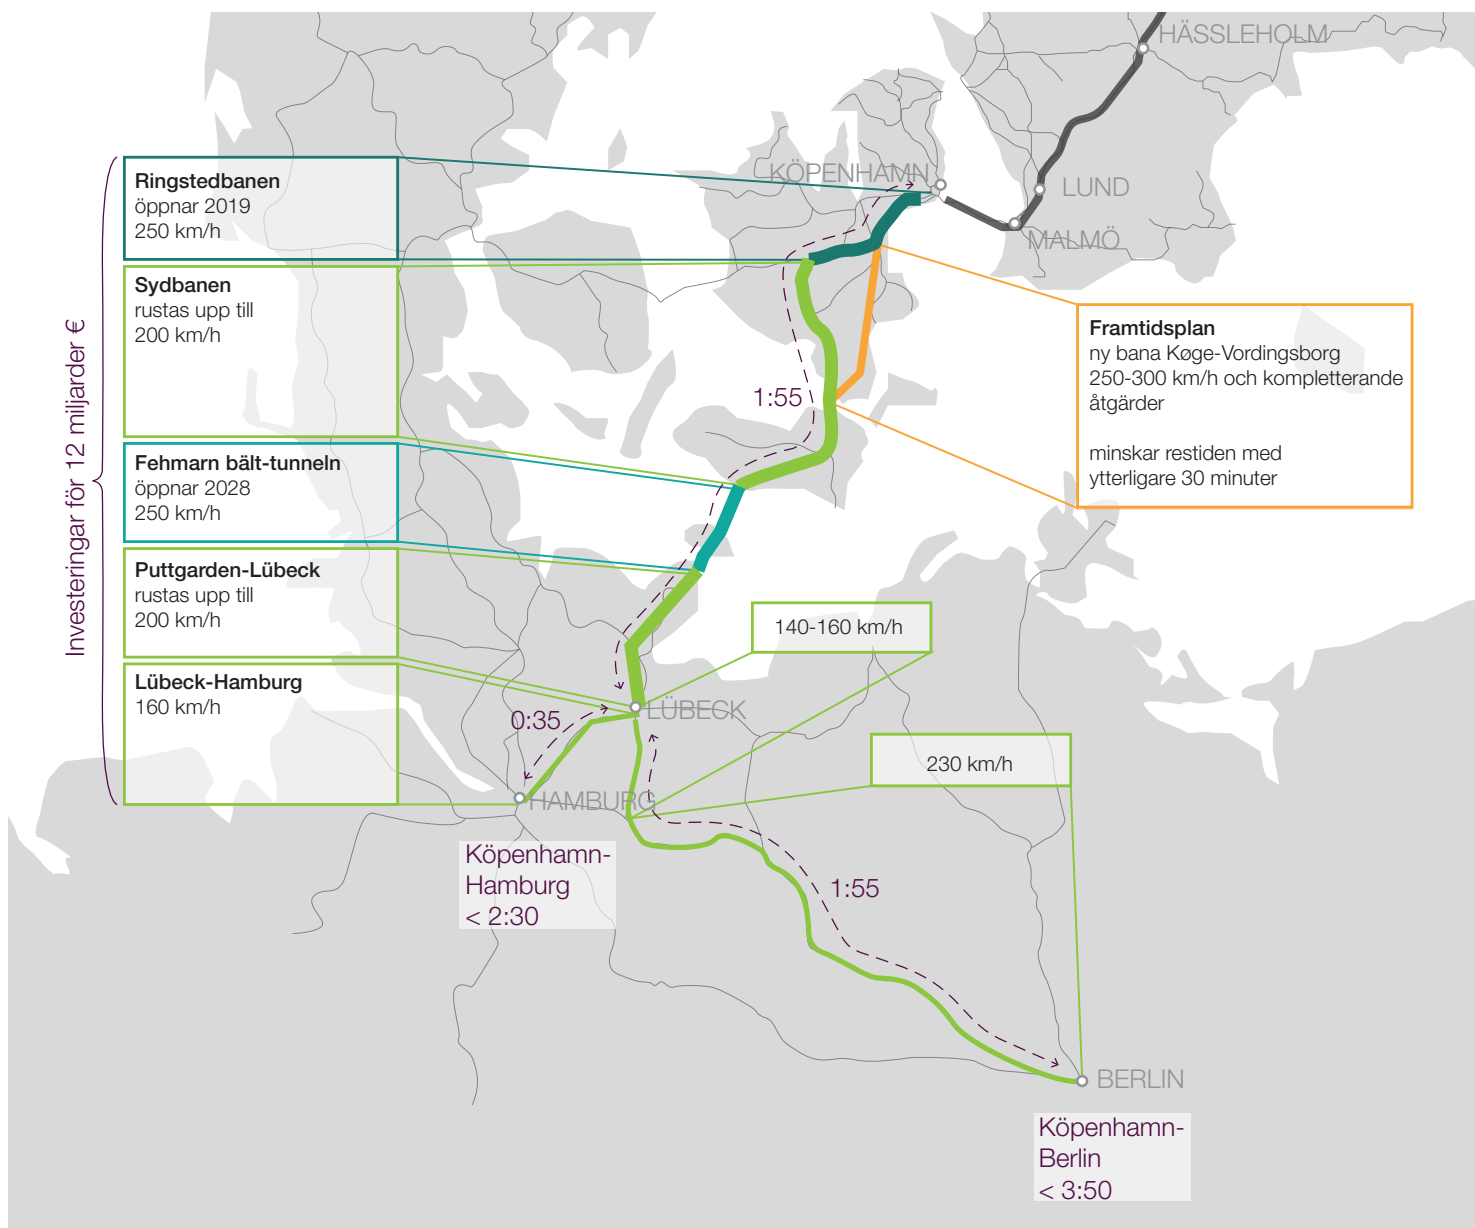 HÄSSLEHOLM
KÖPENHAMN
LUND
MALMÖ
Investeringar för 12 miljarder €
Ringstedbanen
öppnar 2019
250 km/h
Sydbanen
rustas upp till
200 km/h
Fehmarn bält-tunneln
öppnar 2028
250 km/h
Puttgarden-Lübeck
rustas upp till
200 km/h
Lübeck-Hamburg
160 km/h
Framtidsplan
ny bana Køge-Vordingsborg
250-300 km/h och kompletterande
åtgärder
minskar restiden med
ytterligare 30 minuter
1:55
140-160 km/h
LÜBECK
0:35
230 km/h
HAMBURG
Köpenhamn-
Hamburg
< 2:30
1:55
BERLIN
Köpenhamn-
Berlin
< 3:50